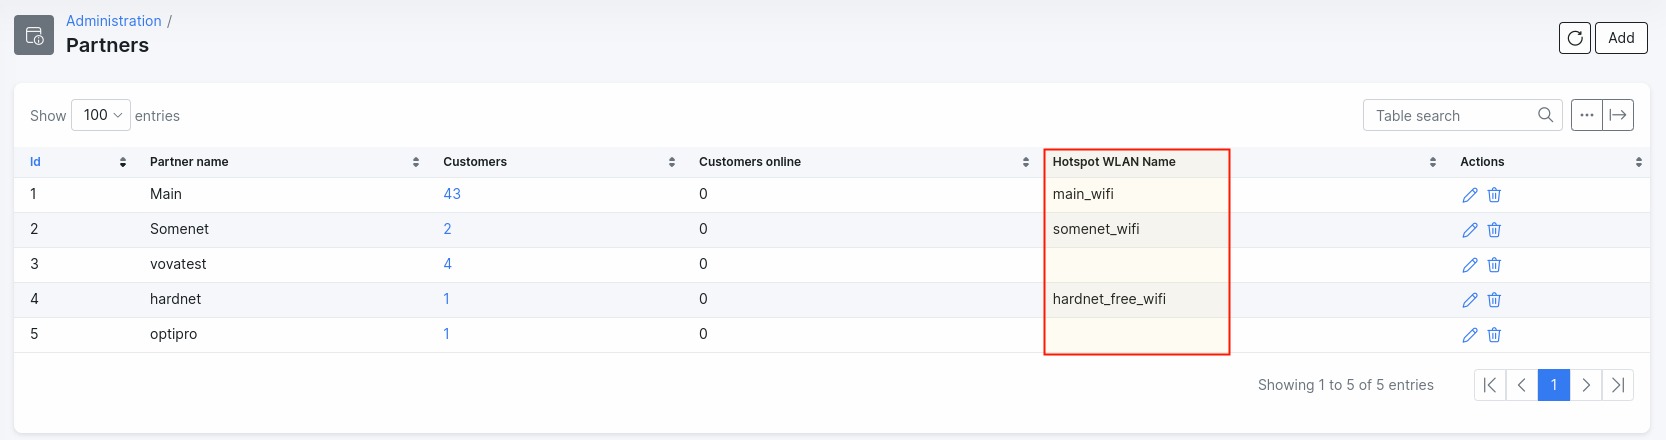 Administration /
Partners
Add
Show 100 entries
Table search
Id Partner name Customers Customers online Hotspot WLAN Name Actions
1 Main 43 0 main_wifi
2 Somenet 2 0 somenet_wifi
3 vovatest 4 0
4 hardnet 1 0 hardnet_free_wifi
5 optipro 1 0
Showing 1 to 5 of 5 entries 1